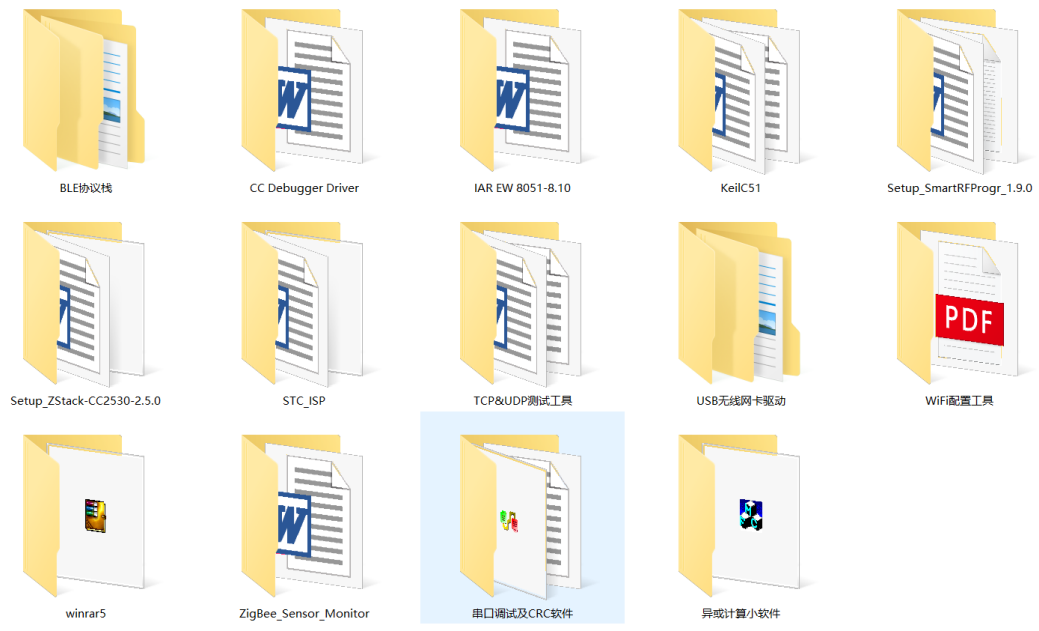 BLE协议栈
CC Debugger Driver
IAR EW 8051-8.10
KeilC51
Setup_SmartRFProgr_1.9.0
Setup_ZStack-CC2530-2.5.0
STC_ISP
TCP&UDP测试工具
USB无线网卡驱动
PDF
WiFi配置工具
winrar5
W
ZigBee_Sensor_Monitor
串口调试及CRC软件
异或计算小软件